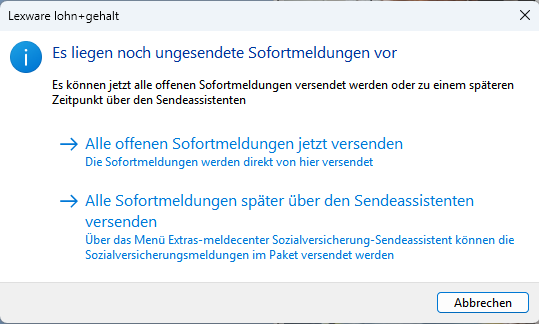 Lexware lohn+gehalt
Es liegen noch ungesendete Sofortmeldungen vor
Es können jetzt alle offenen Sofortmeldungen versendet werden oder zu einem späteren
Zeitpunkt über den Sendeassistenten
Alle offenen Sofortmeldungen jetzt versenden
Die Sofortmeldungen werden direkt von hier versendet
Alle Sofortmeldungen später über den Sendeassistenten
versenden
Über das Menü Extras-meldecenter Sozialversicherung-Sendeassistent können die
Sozialversicherungsmeldungen im Paket versendet werden
Abbrechen